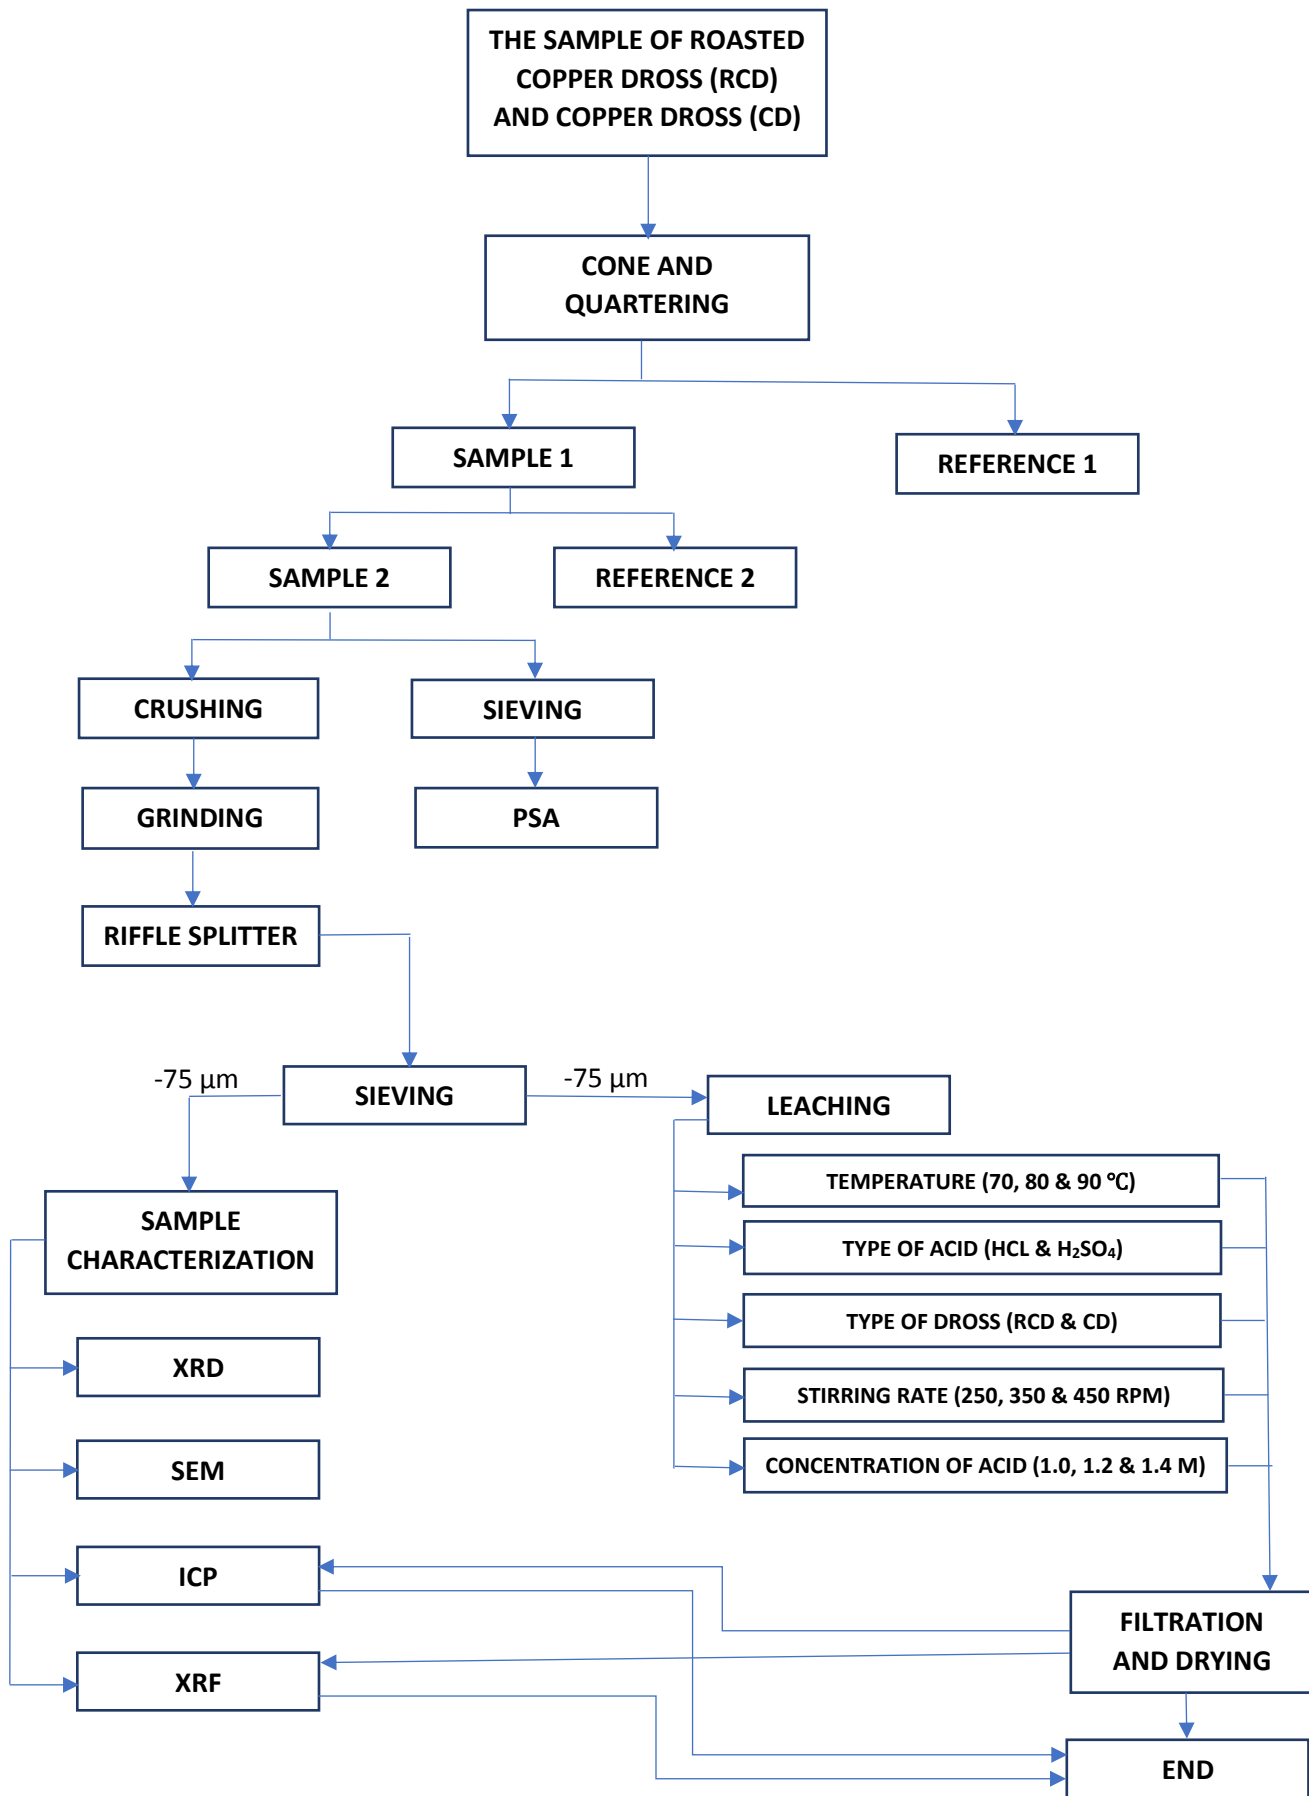 THE SAMPLE OF ROASTED
COPPER DROSS (RCD)
AND COPPER DROSS (CD)
CONE AND
QUARTERING
SAMPLE 1
REFERENCE 1
SAMPLE 2
REFERENCE 2
CRUSHING
SIEVING
GRINDING
PSA
RIFFLE SPLITTER
-75 µm
SIEVING
-75 µm
LEACHING
TEMPERATURE (70, 80 & 90 ℃)
TYPE OF ACID (HCL & H₂SO₄)
TYPE OF DROSS (RCD & CD)
STIRRING RATE (250, 350 & 450 RPM)
CONCENTRATION OF ACID (1.0, 1.2 & 1.4 M)
SAMPLE
CHARACTERIZATION
XRD
SEM
ICP
XRF
FILTRATION
AND DRYING
END